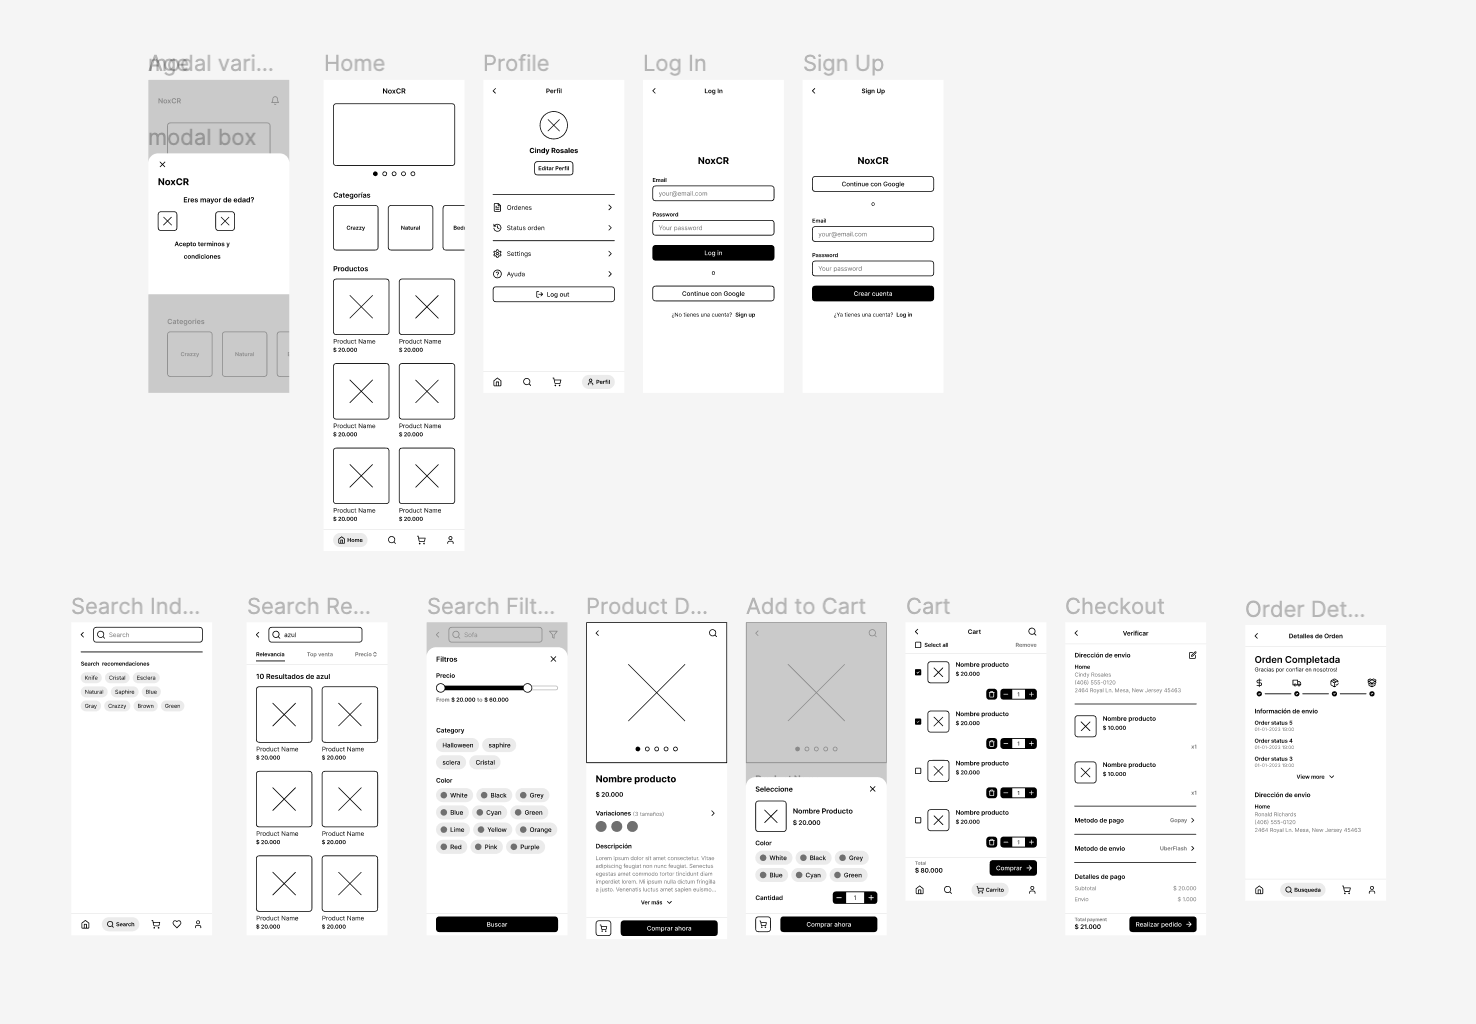 Age
modal vari...
NoxCR
modal box
NoxCR
Eres mayor de edad?
Acepto terminos y
condiciones
Categories
Crazzy
Natural
Home
NoxCR
Categorías
Crazzy
Natural
Productos
Product Name
$ 20.000
Product Name
$ 20.000
Product Name
$ 20.000
Product Name
$ 20.000
Product Name
$ 20.000
Product Name
$ 20.000
Home
Profile
Perfil
Cindy Rosales
Editar Perfil
Ordenes
Status orden
Settings
Ayuda
Log out
Perfil
Log In
Log In
NoxCR
Email
your@email.com
Password
Your password
Log in
o
Continue con Google
¿No tienes una cuenta? Sign up
Sign Up
Sign Up
NoxCR
Continue con Google
o
Email
your@email.com
Password
Your password
Crear cuenta
¿Ya tienes una cuenta? Log in
Search Ind...
Search
Search recomendaciones
Knife
Cristal
Esclera
Natural
Saphire
Blue
Gray
Crazzy
Brown
Green
Search
Search Re...
azul
Relevancia
Top venta
Precio
10 Resultados de azul
Product Name
$ 20.000
Product Name
$ 20.000
Product Name
$ 20.000
Product Name
$ 20.000
Product Name
$ 20.000
Product Name
$ 20.000
Search Filt...
Sofa
Filtros
Precio
From $ 20.000 to $ 60.000
Category
Halloween
saphire
sclera
Cristal
Color
White
Black
Grey
Blue
Cyan
Green
Lime
Yellow
Orange
Red
Pink
Purple
Buscar
Product D...
Nombre producto
$ 20.000
Variaciones (3 tamaños)
Descripción
Lorem ipsum dolor sit amet consectetur. Vitae
adipiscing feugiat non nunc feugiat. Senectus
egestas amet commodo tortor tincidunt diam
imperdiet lorem. Mi ipsum nulla dictum fringilla
a justo. Venenatis luctus amet sapien euismo...
Ver más
Comprar ahora
Add to Cart
Seleccione
Nombre Producto
$ 20.000
Color
White
Black
Grey
Blue
Cyan
Green
Cantidad
1
Comprar ahora
Cart
Cart
Select all
Remove
Nombre producto
$ 20.000
1
Nombre producto
$ 20.000
1
Nombre producto
$ 20.000
1
Nombre producto
$ 20.000
1
Total
$ 80.000
Comprar
Carrito
Checkout
Verificar
Dirección de envio
Home
Cindy Rosales
(406) 555-0120
2464 Royal Ln. Mesa, New Jersey 45463
Nombre producto
$ 10.000
x1
Nombre producto
$ 10.000
x1
Metodo de pago
Gopay
Metodo de envio
UberFlash
Detalles de pago
Subtotal
$ 20.000
Envio
$ 1.000
Total payment
$ 21.000
Realizar pedido
Order Det...
Detalles de Orden
Orden Completada
Gracias por confiar en nosotros!
Información de envio
Order status 5
01-01-2023 18:00
Order status 4
01-01-2023 18:00
Order status 3
01-01-2023 18:00
View more
Dirección de envio
Home
Ronald Richards
(406) 555-0120
2464 Royal Ln. Mesa, New Jersey 45463
Busqueda